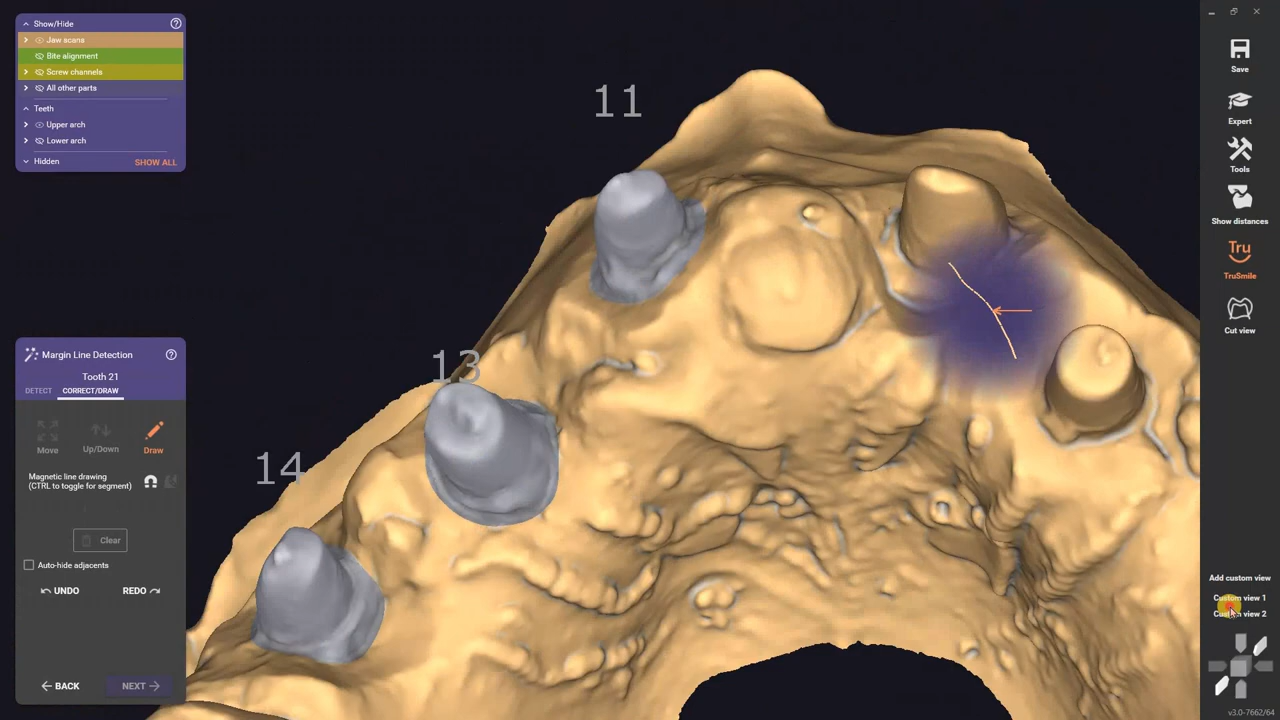 Show/Hide
Jaw scans
Bite alignment
Screw channels
All other parts
Teeth
Upper arch
Lower arch
Hidden
SHOW ALL
11
13
14
Margin Line Detection
Tooth 21
DETECT
CORRECT/DRAW
Move
Up/Down
Draw
Magnetic line drawing
(CTRL to toggle for segment)
Clear
Auto-hide adjacents
UNDO
REDO
BACK
NEXT
Save
Expert
Tools
Show distances
Tru
TruSmile
Cut view
Add custom view
Custom view 1
Custom view 2
v3.0-7662/64